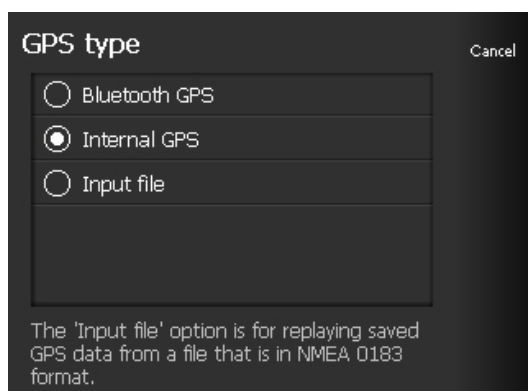 GPS type
Cancel
Bluetooth GPS
Internal GPS
Input file
The 'Input file' option is for replaying saved
GPS data from a file that is in NMEA 0183
format.